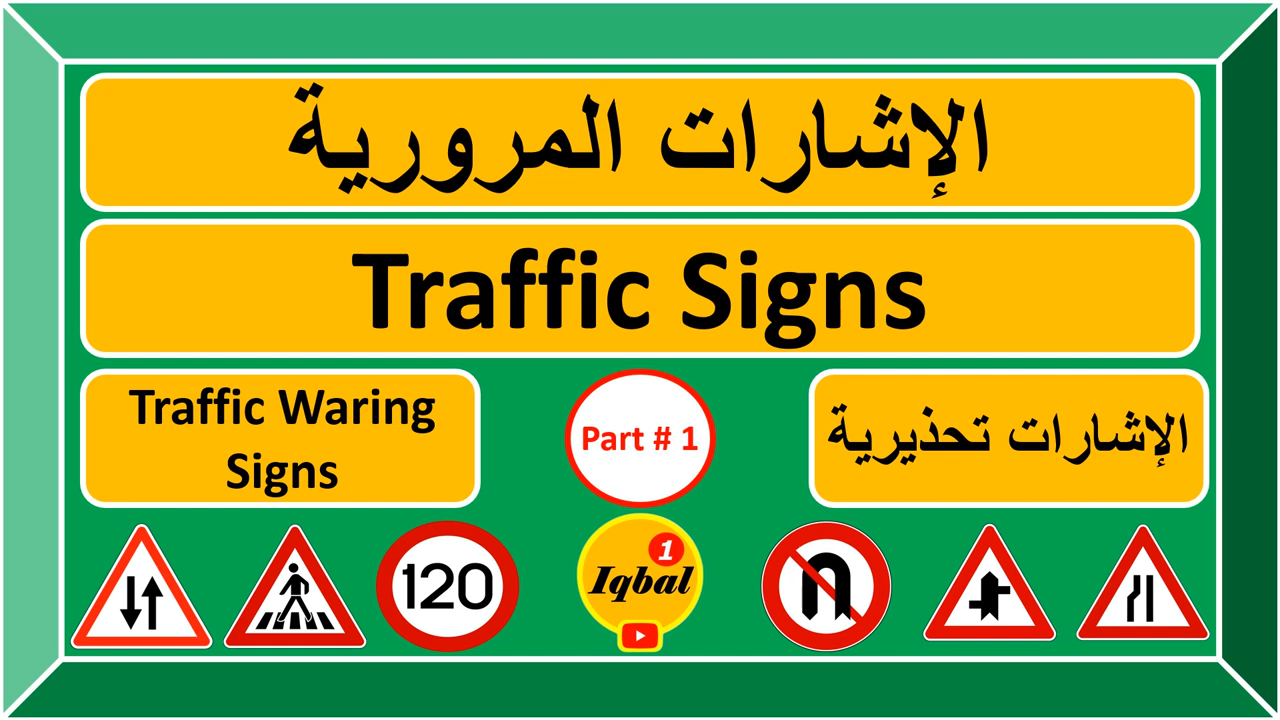 الإشارات المرورية
Traffic Signs
Traffic Waring
Signs
Part # 1
الإشارات تحذيرية
120
1
Iqbal